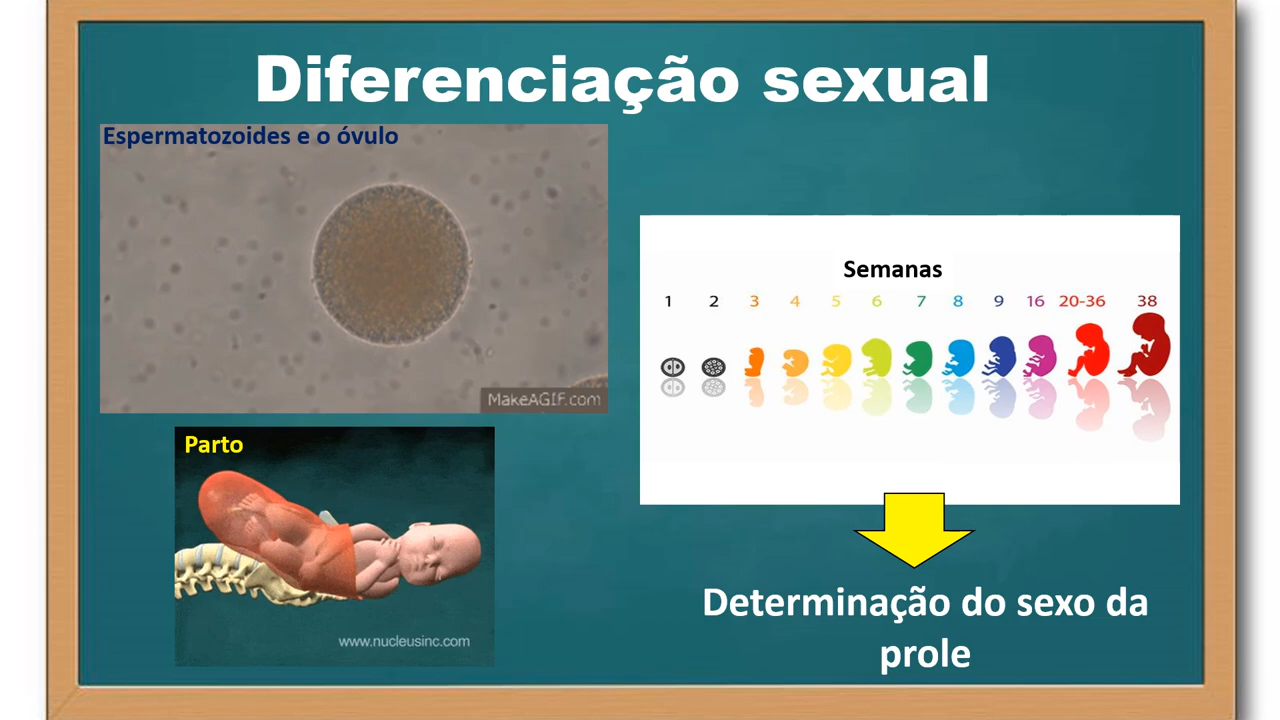 Diferenciação sexual
Espermatozoides e o óvulo
MakeAGIF.com
Parto
www.nucleusinc.com
Semanas
1 2 3 4 5 6 7 8 9 16 20-36 38
Determinação do sexo da
prole